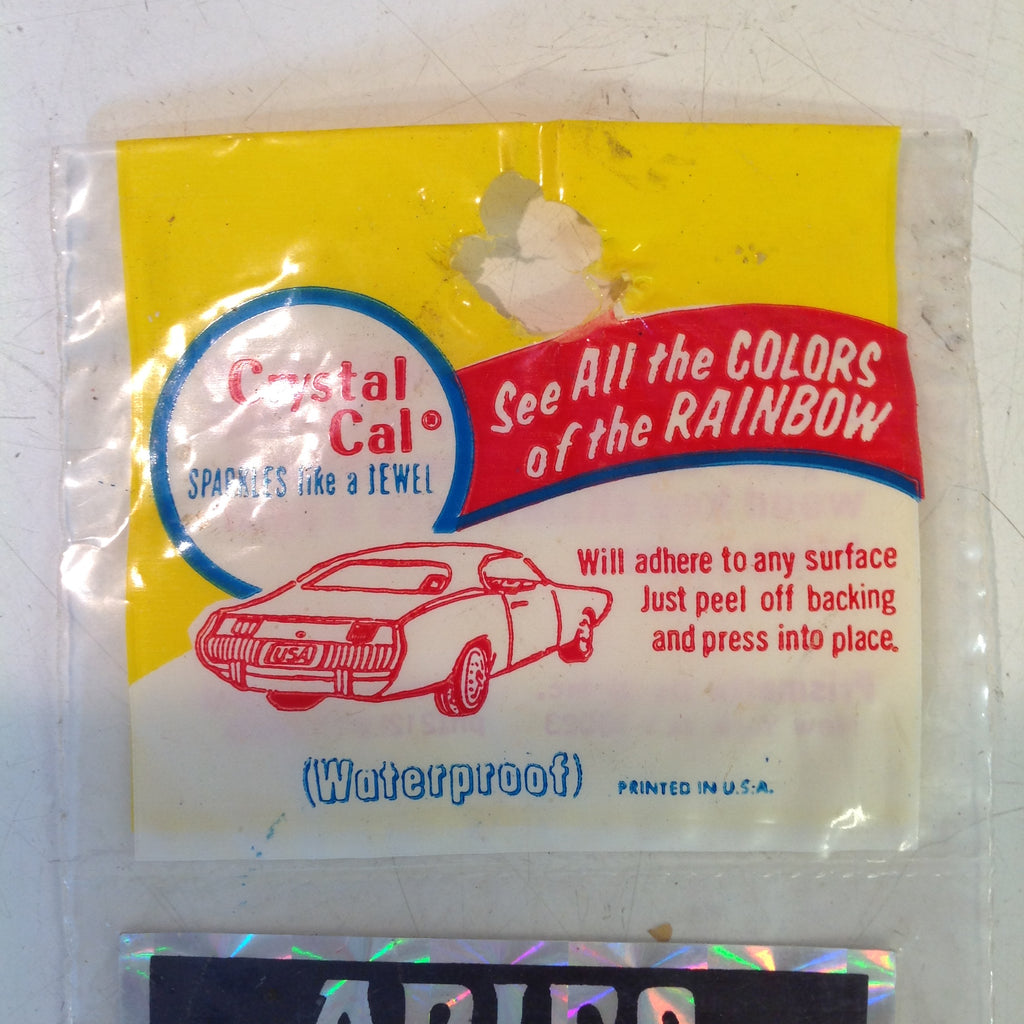 See All the COLORS
of the RAINBOW
Crystal
Cal®
SPARKLES like a JEWEL
Will adhere to any surface
Just peel off backing
and press into place.
USA
(Waterproof)
PRINTED IN U.S.A.